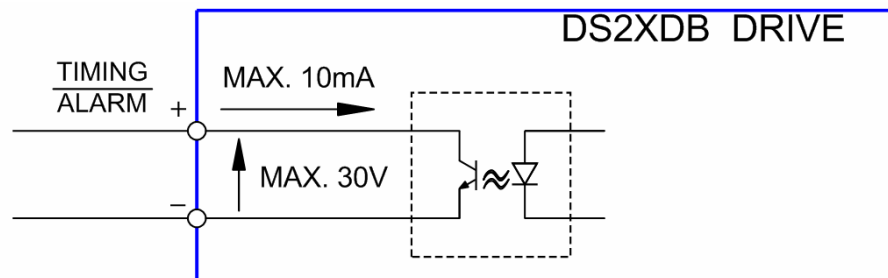 DS2XDB DRIVE
TIMING
ALARM
+
MAX. 10mA
MAX. 30V
−